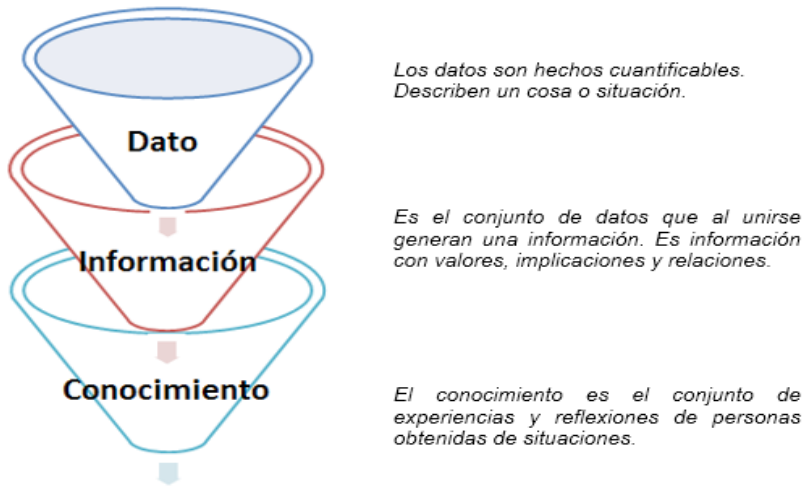 Dato
Los datos son hechos cuantificables.
Describen un cosa o situación.
Información
Es el conjunto de datos que al unirse
generan una información. Es información
con valores, implicaciones y relaciones.
Conocimiento
El conocimiento es el conjunto de
experiencias y reflexiones de personas
obtenidas de situaciones.